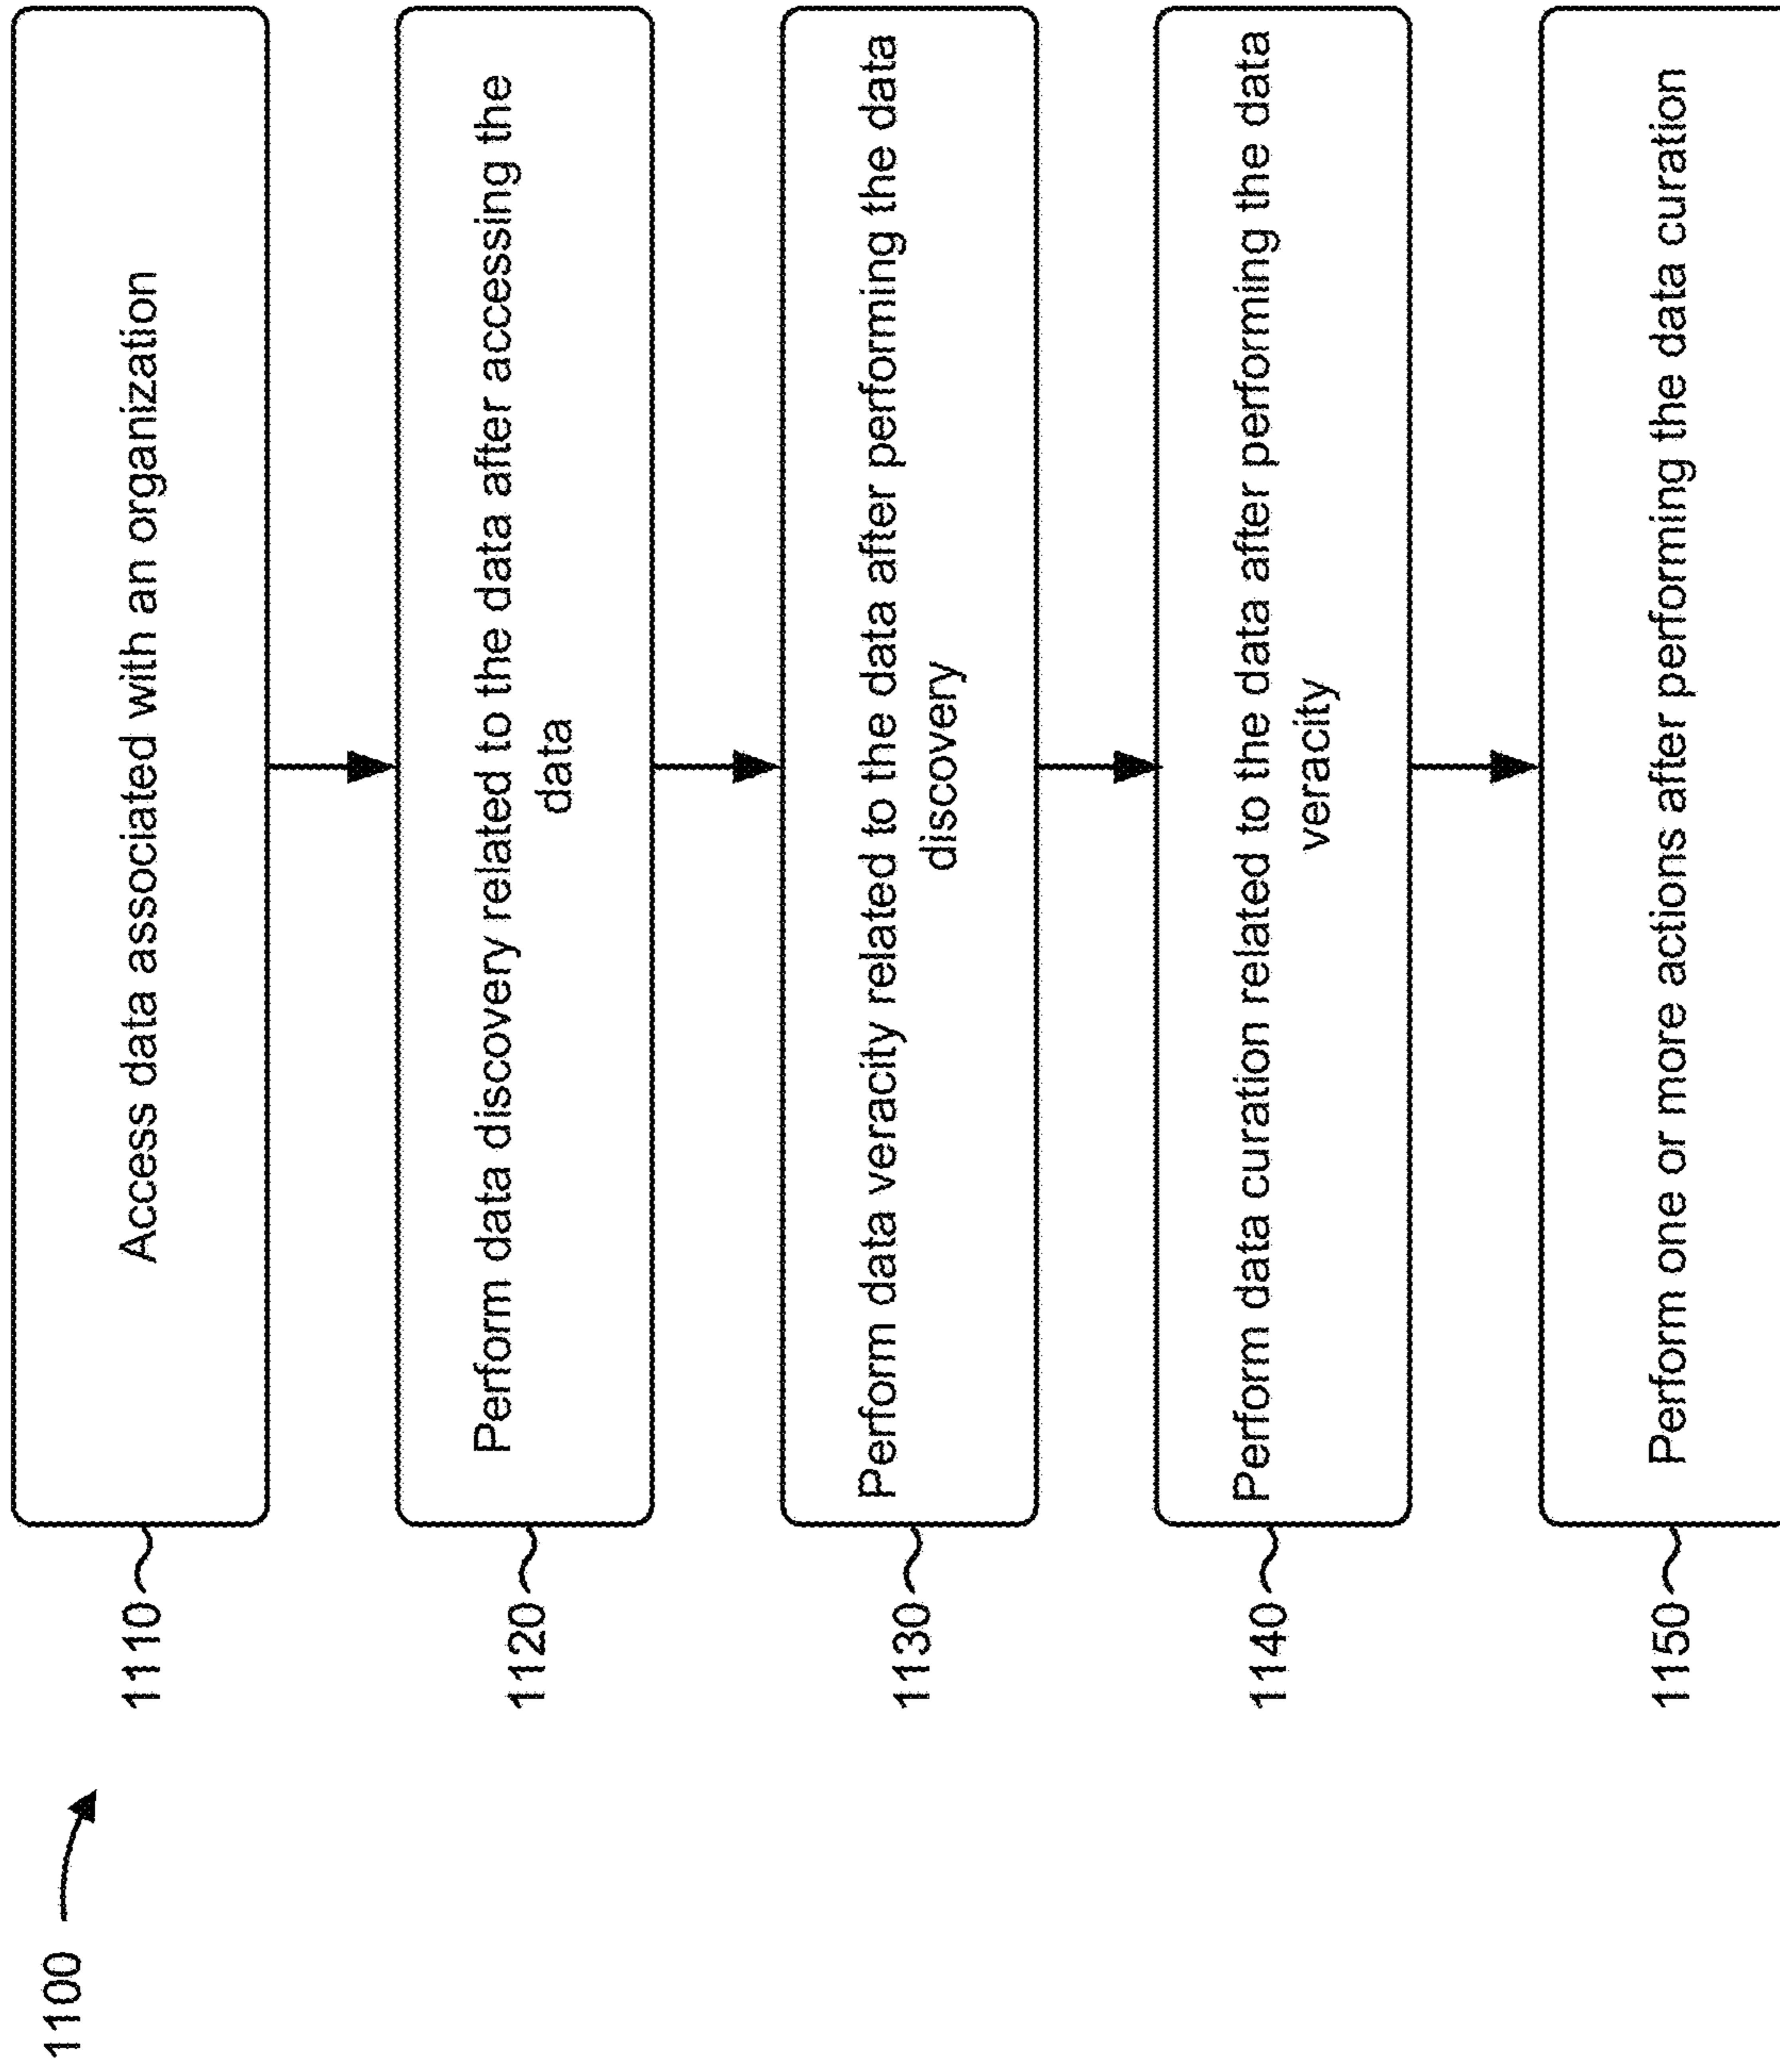 1100
1110
Access data associated with an organization
1120
Perform data discovery related to the data after accessing the
data
1130
Perform data veracity related to the data after performing the data
discovery
1140
Perform data curation related to the data after performing the data
veracity
1150
Perform one or more actions after performing the data curation